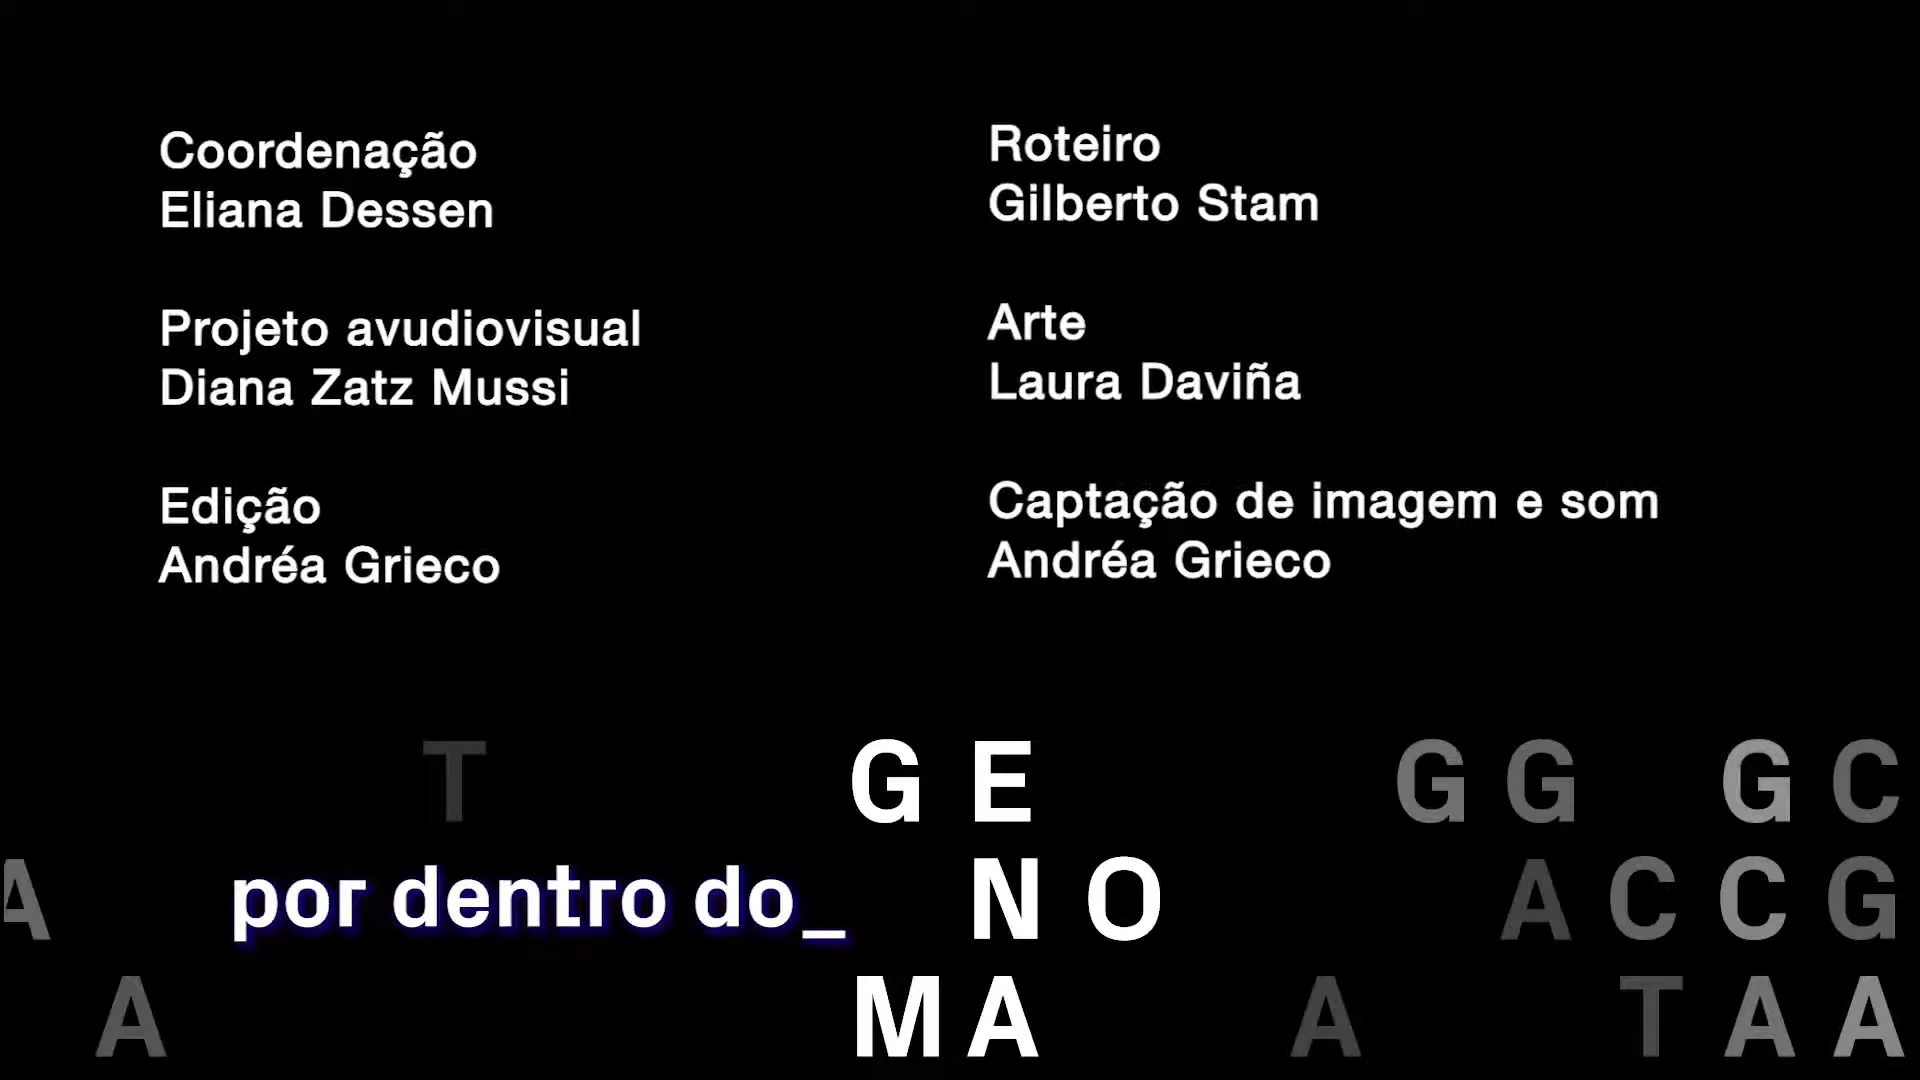 Coordenação
Eliana Dessen
Projeto avudiovisual
Diana Zatz Mussi
Edição
Andréa Grieco
Roteiro
Gilberto Stam
Arte
Laura Daviña
Captação de imagem e som
Andréa Grieco
T G E G G G C
A por dentro do_ N O A C C G
A M A A T A A